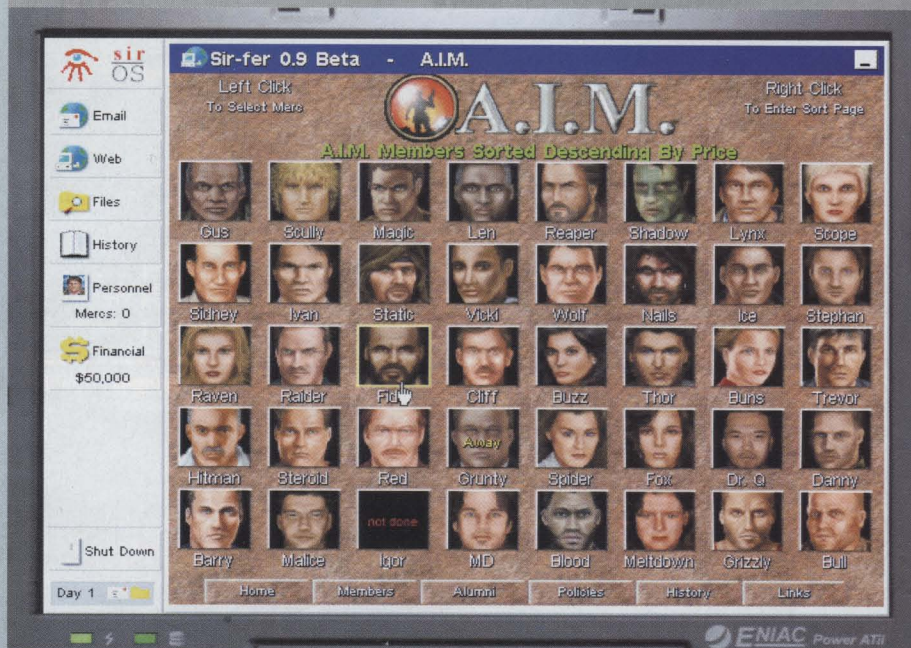 sir
OS
Email
Web
Files
History
Personnel
Mercs: 0
Financial
$50,000
Shut Down
Day 1
Sir-fer 0.9 Beta - A.I.M.
Left Click
To Select Merc
A.I.M.
Right Click
To Enter Sort Page
A.I.M. Members Sorted Descending By Price
Gus Scully Magic Len Reaper Shadow Lynx Scope
Sidney Ivan Static Vicki Wolf Nails Ice Stephan
Raven Raider Cliff Buzz Thor Buns Trevor
Away
Hitman Steroid Red Grunty Spider Fox Dr. Q Danny
not done
Barry Malice Igor MD Blood Meltdown Grizzly Bull
Home Members Alumni Policies History Links
ENIAC Power ATII